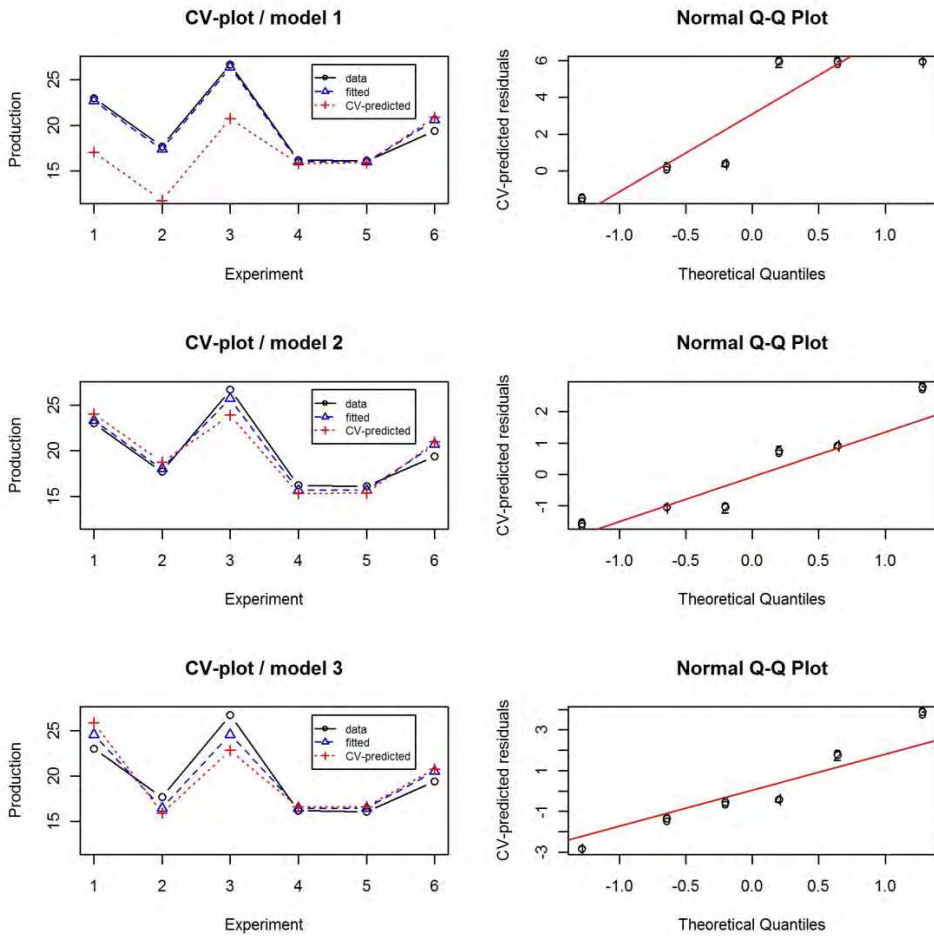 CV-plot / model 1
Production
25
20
15
data
fitted
CV-predicted
1 2 3 4 5 6
Experiment
Normal Q-Q Plot
CV-predicted residuals
6
4
2
0
-1.0 -0.5 0.0 0.5 1.0
Theoretical Quantiles
CV-plot / model 2
Production
25
20
15
data
fitted
CV-predicted
1 2 3 4 5 6
Experiment
Normal Q-Q Plot
CV-predicted residuals
2
1
0
-1
-1.0 -0.5 0.0 0.5 1.0
Theoretical Quantiles
CV-plot / model 3
Production
25
20
15
data
fitted
CV-predicted
1 2 3 4 5 6
Experiment
Normal Q-Q Plot
CV-predicted residuals
3
1
-1
-3
-1.0 -0.5 0.0 0.5 1.0
Theoretical Quantiles